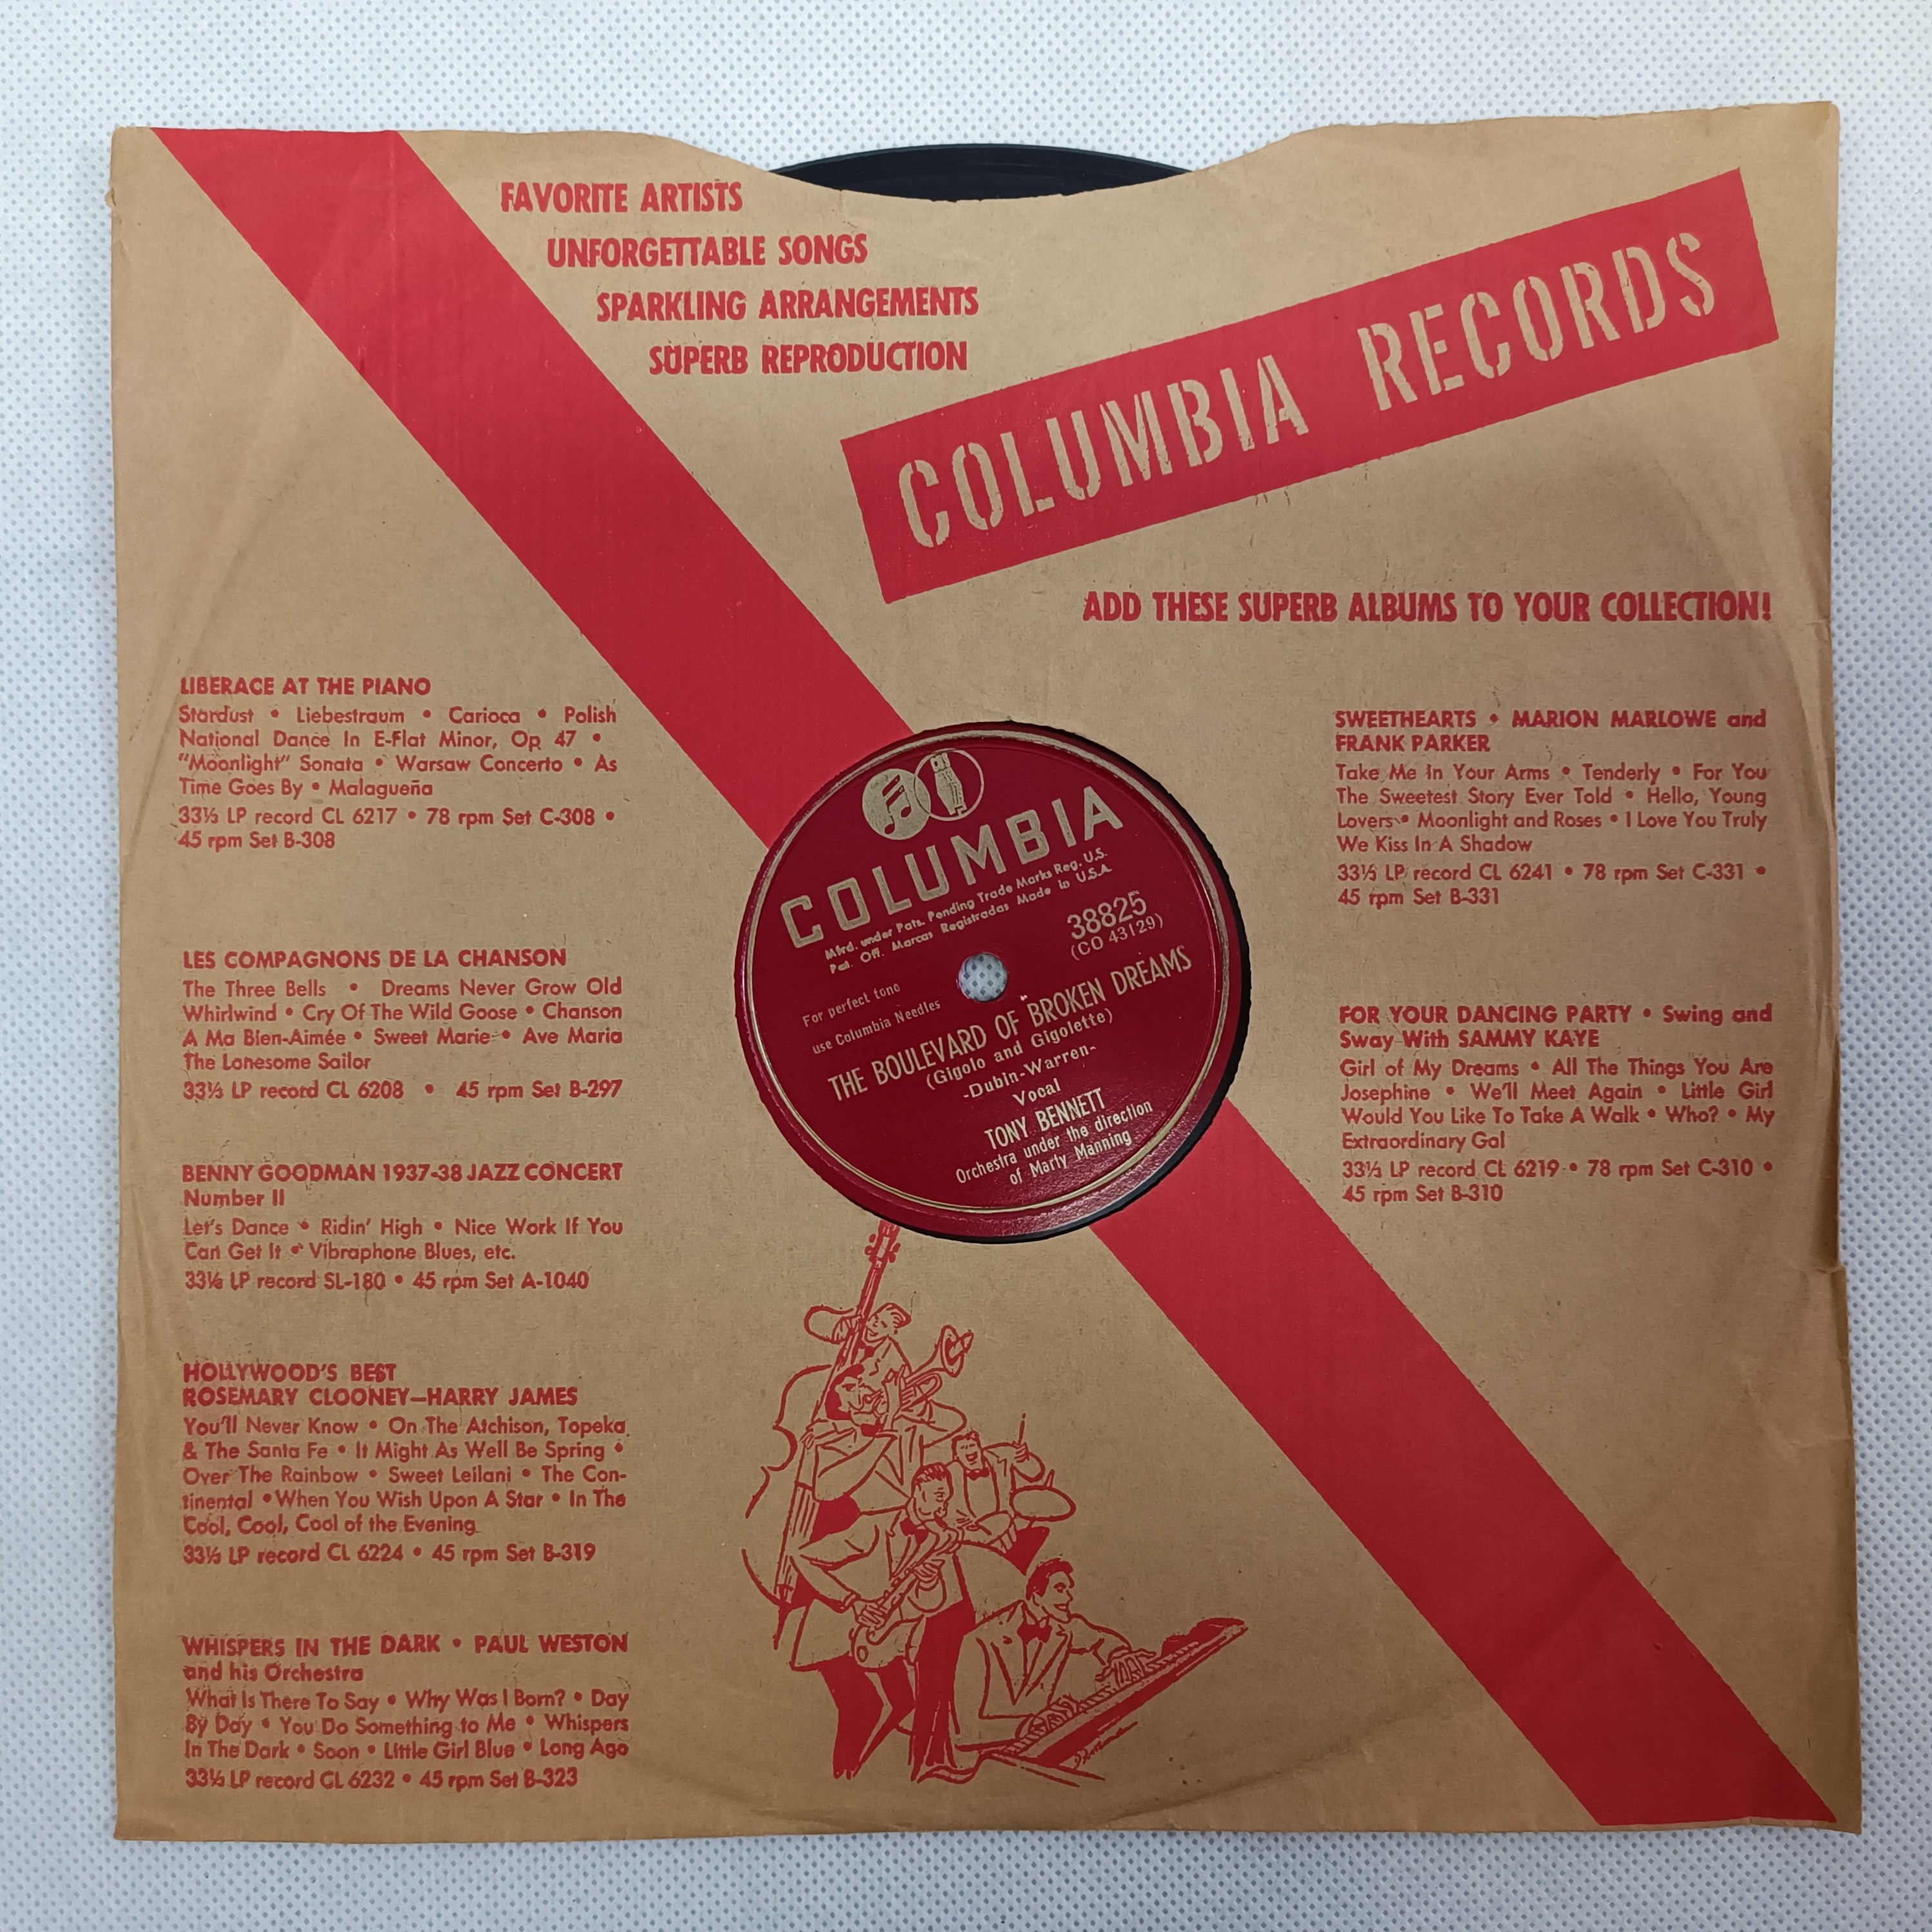 FAVORITE ARTISTS
UNFORGETTABLE SONGS
SPARKLING ARRANGEMENTS
SUPERB REPRODUCTION
COLUMBIA RECORDS
ADD THESE SUPERB ALBUMS TO YOUR COLLECTION!
LIBERACE AT THE PIANO
Stardust • Liebestraum • Carioca • Polish
National Dance In E-Flat Minor, Op 47 •
"Moonlight" Sonata • Warsaw Concerto • As
Time Goes By • Malagueña
33⅓ LP record CL 6217 • 78 rpm Set C-308 •
45 rpm Set B-308
LES COMPAGNONS DE LA CHANSON
The Three Bells • Dreams Never Grow Old
Whirlwind • Cry Of The Wild Goose • Chanson
A Ma Bien-Aimée • Sweet Marie • Ave Maria
The Lonesome Sailor
33⅓ LP record CL 6208 • 45 rpm Set B-297
BENNY GOODMAN 1937-38 JAZZ CONCERT
Number II
Let's Dance • Ridin' High • Nice Work If You
Can Get It • Vibraphone Blues, etc.
33⅓ LP record SL-180 • 45 rpm Set A-1040
HOLLYWOOD'S BEST
ROSEMARY CLOONEY—HARRY JAMES
You'll Never Know • On The Atchison, Topeka
& The Santa Fe • It Might As Well Be Spring •
Over The Rainbow • Sweet Leilani • The Con-
tinental • When You Wish Upon A Star • In The
Cool, Cool, Cool of the Evening
33⅓ LP record CL 6224 • 45 rpm Set B-319
WHISPERS IN THE DARK • PAUL WESTON
and his Orchestra
What Is There To Say • Why Was I Born? • Day
By Day • You Do Something to Me • Whispers
In The Dark • Soon • Little Girl Blue • Long Ago
33⅓ LP record CL 6232 • 45 rpm Set B-323
COLUMBIA
Mfrd. under Pats. Pending Trade Marks Reg. U.S.
Pat. Off. Marcas Registradas Made in U.S.A.
38825
(CO 43129)
For perfect tone
use Columbia Needles
THE BOULEVARD OF BROKEN DREAMS
(Gigolo and Gigolette)
-Dubin-Warren-
Vocal
TONY BENNETT
Orchestra under the direction
of Marty Manning
SWEETHEARTS • MARION MARLOWE and
FRANK PARKER
Take Me In Your Arms • Tenderly • For You
The Sweetest Story Ever Told • Hello, Young
Lovers • Moonlight and Roses • I Love You Truly
We Kiss In A Shadow
33⅓ LP record CL 6241 • 78 rpm Set C-331 •
45 rpm Set B-331
FOR YOUR DANCING PARTY • Swing and
Sway With SAMMY KAYE
Girl of My Dreams • All The Things You Are
Josephine • We'll Meet Again • Little Girl
Would You Like To Take A Walk • Who? • My
Extraordinary Gal
33⅓ LP record CL 6219 • 78 rpm Set C-310 •
45 rpm Set B-310